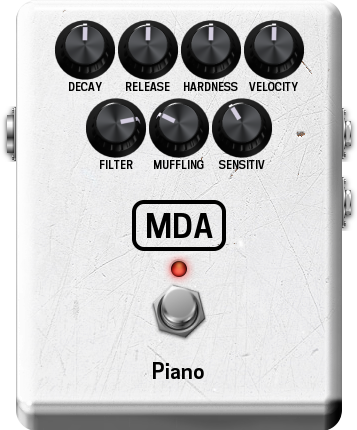 DECAY RELEASE HARDNESS VELOCITY
FILTER MUFFLING SENSITIV
MDA
Piano